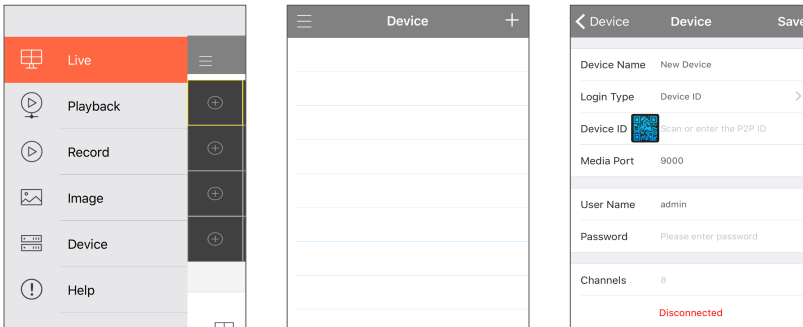 Live
Playback
Record
Image
Device
Help
Device
Device Device Save
Device Name New Device
Login Type Device ID
Device ID Scan or enter the P2P ID
Media Port 9000
User Name admin
Password Please enter password
Channels 8
Disconnected